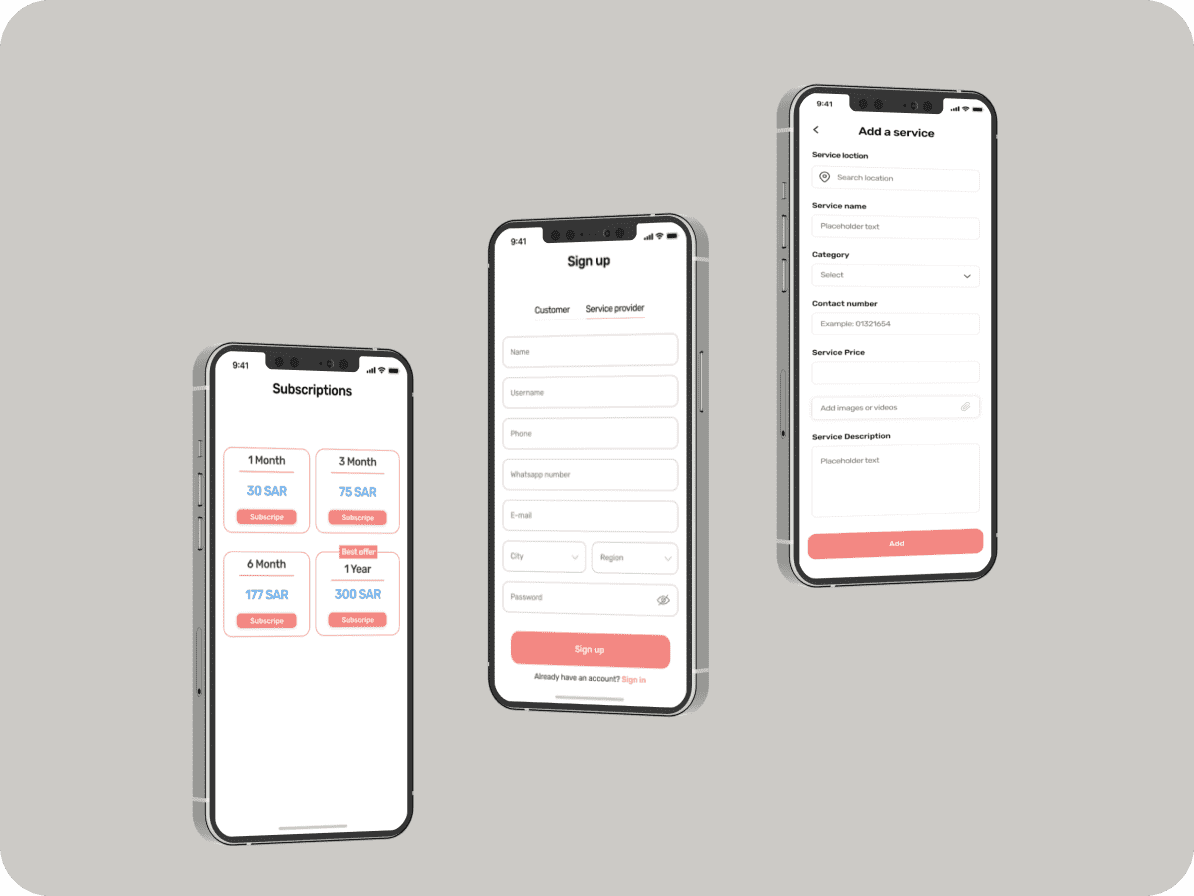 9:41
Subscriptions
1 Month
30 SAR
Subscripe
3 Month
75 SAR
Subscripe
6 Month
177 SAR
Subscripe
Best offer
1 Year
300 SAR
Subscripe
9:41
Sign up
Customer Service provider
Name
Username
Phone
Whatsapp number
E-mail
City Region
Password
Sign up
Already have an account? Sign in
9:41
Add a service
Service loction
Search location
Service name
Placeholder text
Category
Select
Contact number
Example: 01321654
Service Price
Add images or videos
Service Description
Placeholder text
Add